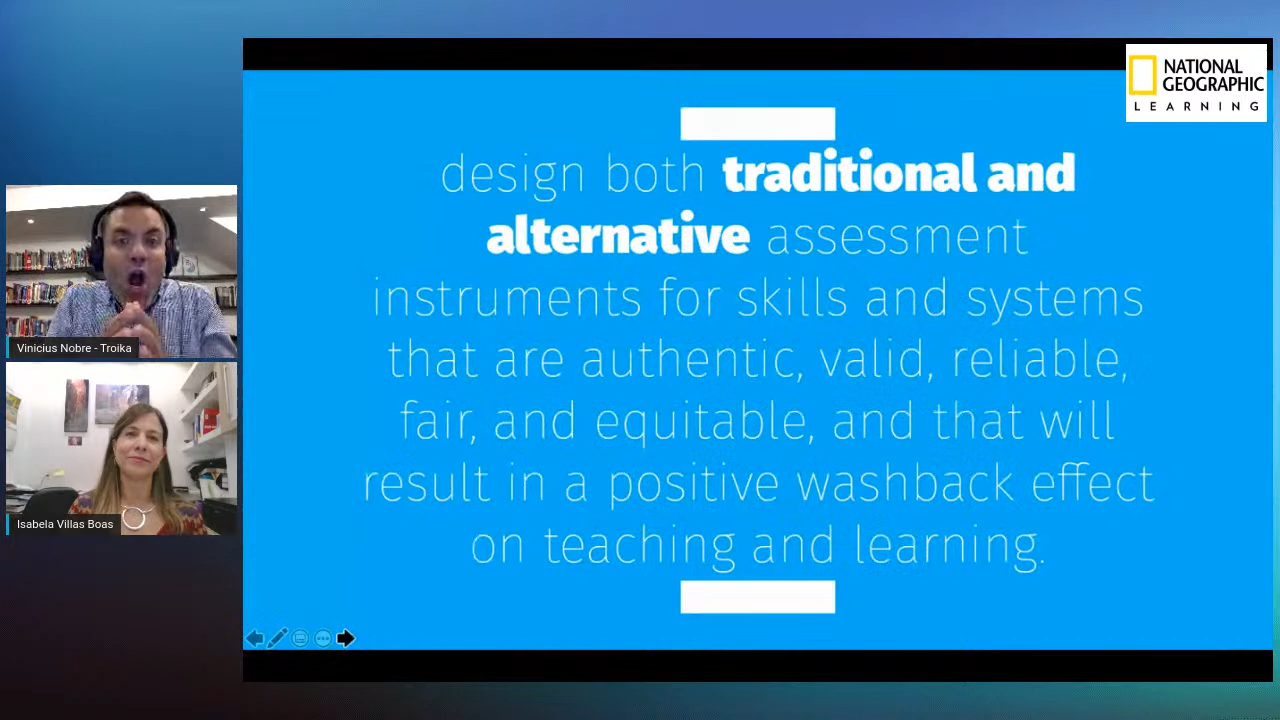 NATIONAL
GEOGRAPHIC
LEARNING
design both traditional and
alternative assessment
instruments for skills and systems
that are authentic, valid, reliable,
fair, and equitable, and that will
result in a positive washback effect
on teaching and learning.
Vinicius Nobre - Troika
Isabela Villas Boas